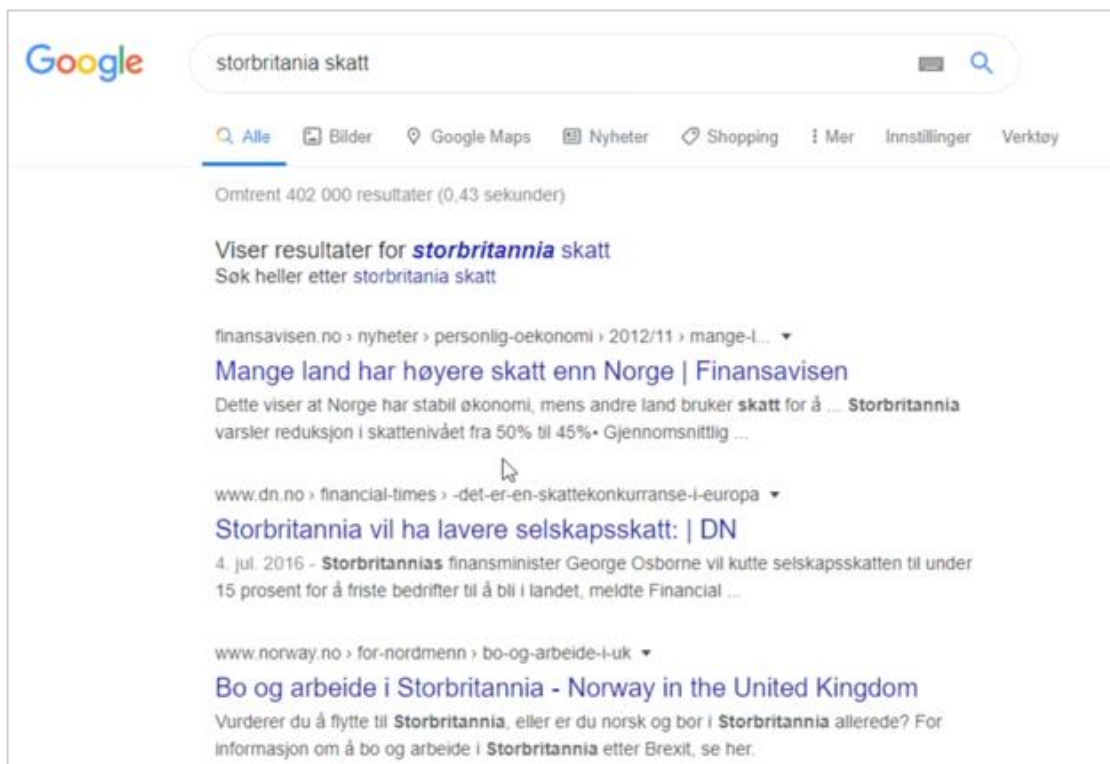 Google
storbritania skatt
Alle Bilder Google Maps Nyheter Shopping Mer Innstillinger Verktøy
Omtrent 402 000 resultater (0,43 sekunder)
Viser resultater for storbritannia skatt
Søk heller etter storbritania skatt
finansavisen.no › nyheter › personlig-oekonomi › 2012/11 › mange-l...
Mange land har høyere skatt enn Norge | Finansavisen
Dette viser at Norge har stabil økonomi, mens andre land bruker skatt for å ... Storbritannia
varsler reduksjon i skattenivået fra 50% til 45%• Gjennomsnittlig ...
www.dn.no › financial-times › -det-er-en-skattekonkurranse-i-europa
Storbritannia vil ha lavere selskapsskatt: | DN
4. jul. 2016 - Storbritannias finansminister George Osborne vil kutte selskapsskatten til under
15 prosent for å friste bedrifter til å bli i landet, meldte Financial ...
www.norway.no › for-nordmenn › bo-og-arbeide-i-uk
Bo og arbeide i Storbritannia - Norway in the United Kingdom
Vurderer du å flytte til Storbritannia, eller er du norsk og bor i Storbritannia allerede? For
informasjon om å bo og arbeide i Storbritannia etter Brexit, se her.